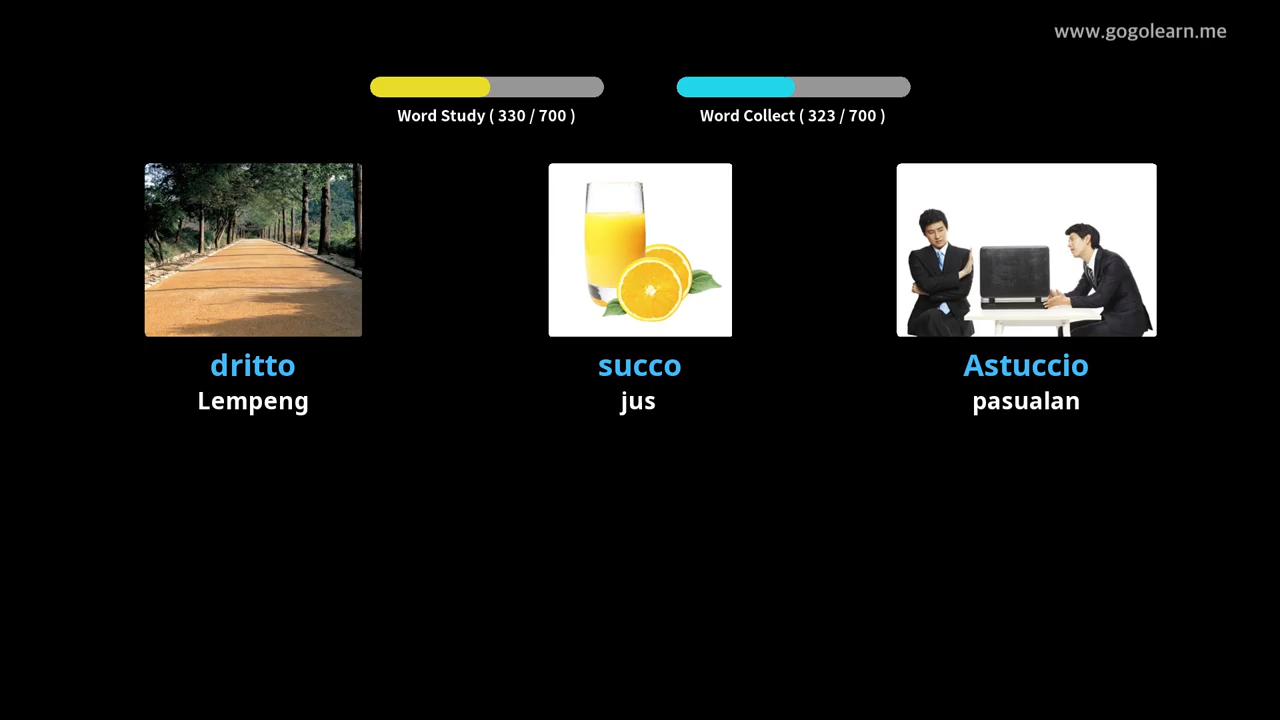 www.gogolearn.me
Word Study ( 330 / 700 )
Word Collect ( 323 / 700 )
dritto
Lempeng
succo
jus
Astuccio
pasualan